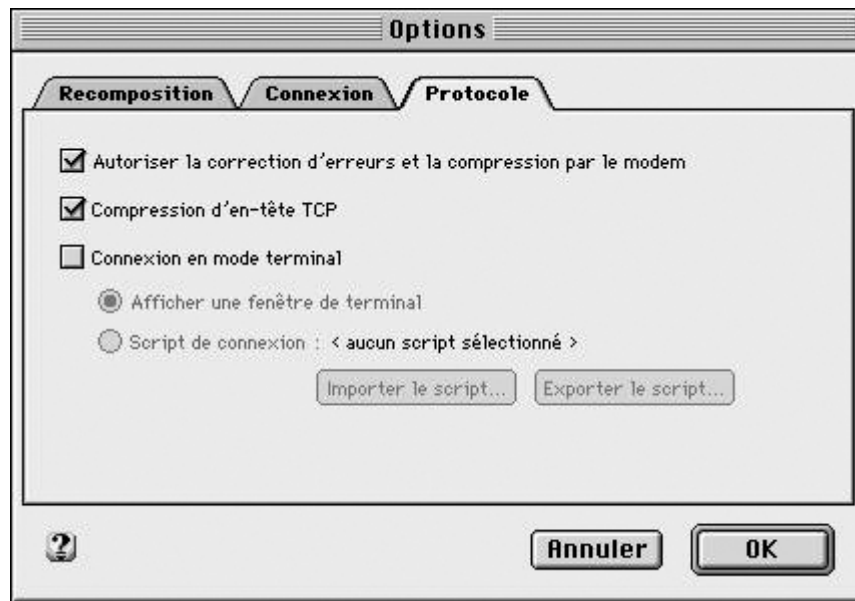 Options
Recomposition Connexion Protocole
Autoriser la correction d'erreurs et la compression par le modem
Compression d'en-tête TCP
Connexion en mode terminal
Afficher une fenêtre de terminal
Script de connexion : < aucun script sélectionné >
Importer le script... Exporter le script...
? Annuler OK